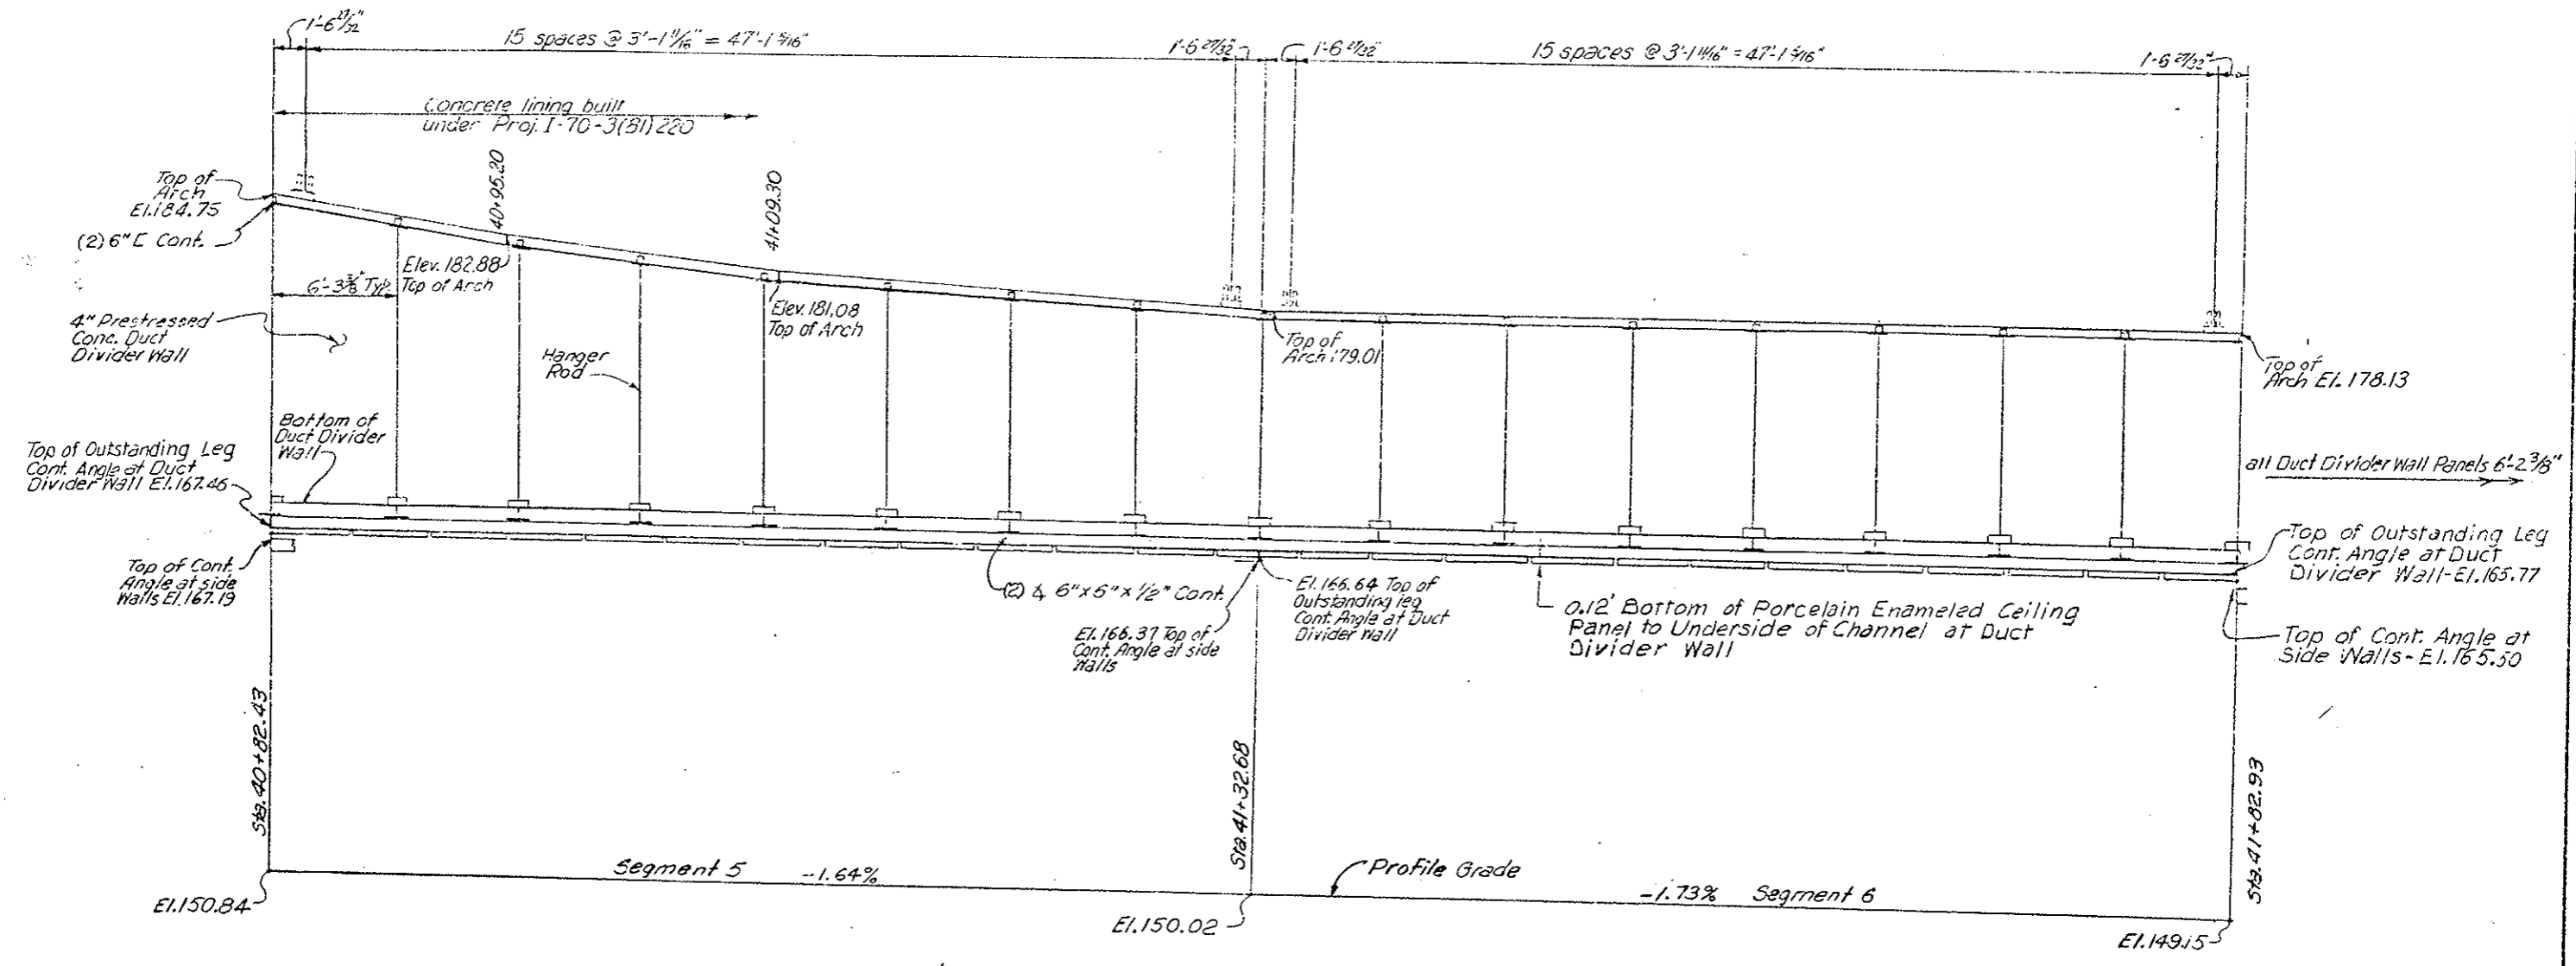 1'-6 27/32"
15 spaces @ 3'-1 11/16" = 47'-1 5/16"
1'-6 27/32"
1'-6 27/32"
15 spaces @ 3'-1 11/16" = 47'-1 5/16"
1'-6 27/32"
Concrete lining built
under Proj. I-70-3(81)220
40+95.20
41+09.30
Top of
Arch
El.184.75
(2) 6" [ Cont.
6'-3 3/8" Typ.
Elev. 182.88
Top of Arch
Elev. 181.08
Top of Arch
4" Prestressed
Conc. Duct
Divider Wall
Hanger
Rod
Top of
Arch 179.01
Top of
Arch El. 178.13
Bottom of
Duct Divider
Wall
Top of Outstanding Leg
Cont. Angle at Duct
Divider Wall El.167.46
all Duct Divider Wall Panels 6'-2 3/8"
Top of Cont.
Angle at side
Walls El.167.19
(2) ∠ 6"x6"x1/2" Cont.
El.166.37 Top of
Cont. Angle at side
Walls
El.166.64 Top of
Outstanding leg
Cont. Angle at Duct
Divider Wall
0.12' Bottom of Porcelain Enameled Ceiling
Panel to Underside of Channel at Duct
Divider Wall
Top of Outstanding Leg
Cont. Angle at Duct
Divider Wall-El.165.77
Top of Cont. Angle at
Side Walls-El.165.50
Sta.40+82.43
Sta.41+32.68
Sta.41+82.93
Segment 5 -1.64%
Profile Grade
-1.73% Segment 6
El.150.84
El.150.02
El.149.15